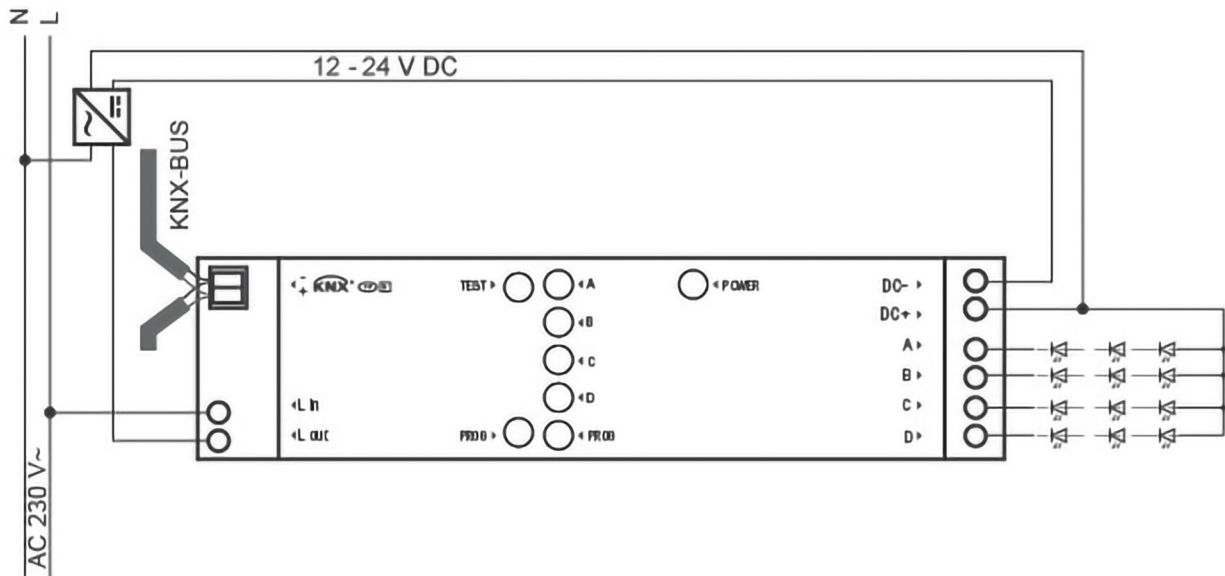 N L
12 - 24 V DC
KNX-BUS
KNX
TEST
A
POWER
DC-
DC+
B
A
C
B
L In
D
C
L out
PROG
PROG
D
AC 230 V~